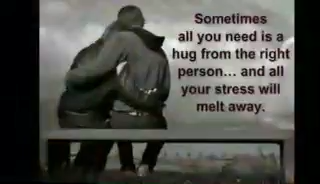 Sometimes
all you need is a
hug from the right
person... and all
your stress will
melt away.